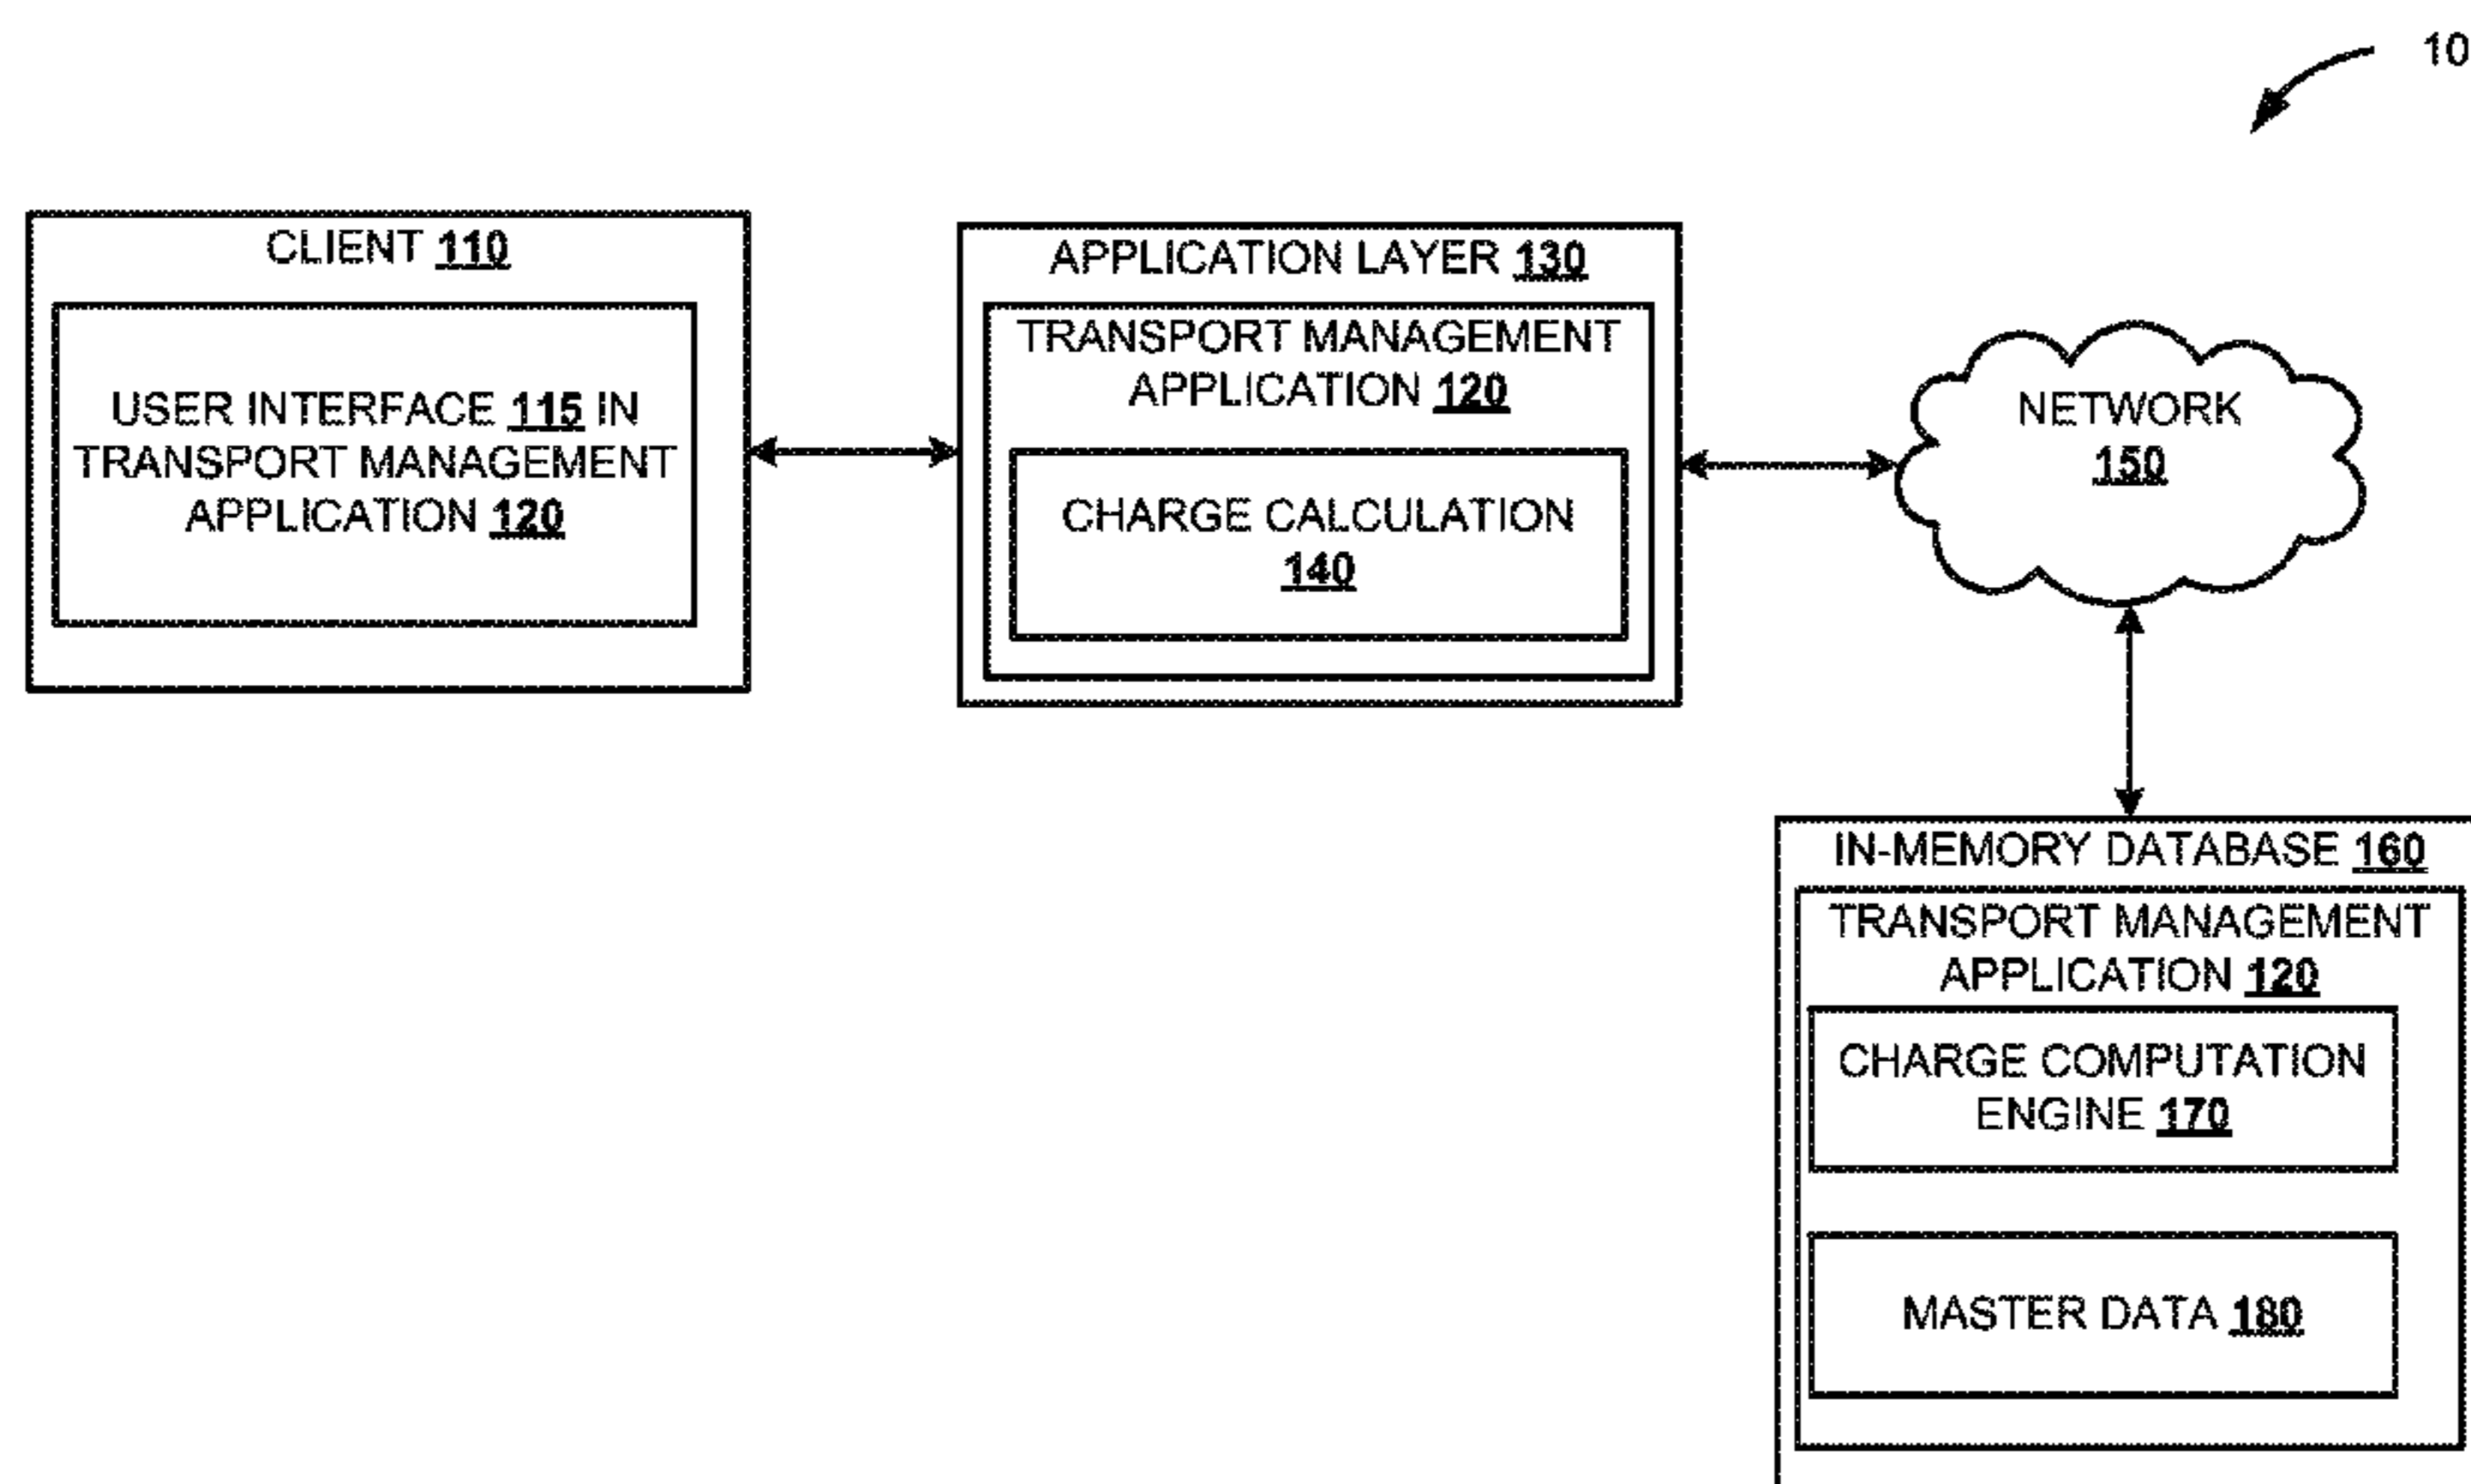 10
CLIENT 110
USER INTERFACE 115 IN
TRANSPORT MANAGEMENT
APPLICATION 120
APPLICATION LAYER 130
TRANSPORT MANAGEMENT
APPLICATION 120
CHARGE CALCULATION
140
NETWORK
150
IN-MEMORY DATABASE 160
TRANSPORT MANAGEMENT
APPLICATION 120
CHARGE COMPUTATION
ENGINE 170
MASTER DATA 180